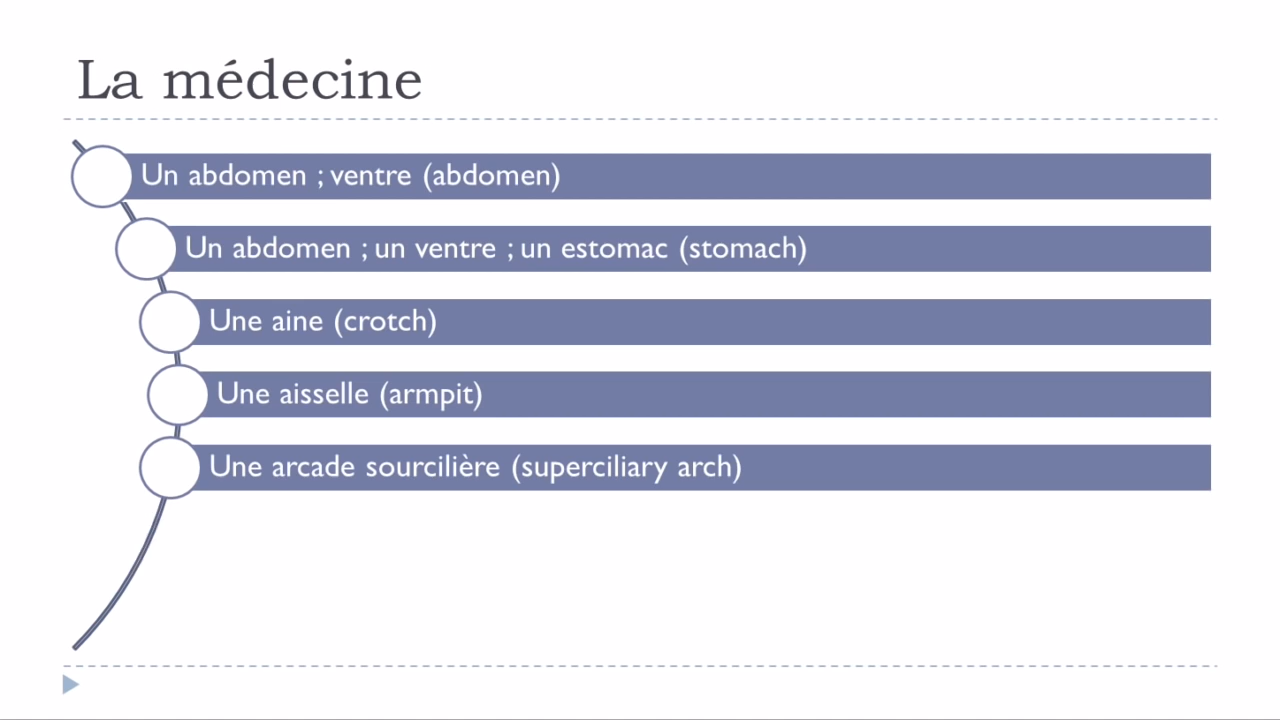 La médecine
Un abdomen ; ventre (abdomen)
Un abdomen ; un ventre ; un estomac (stomach)
Une aine (crotch)
Une aisselle (armpit)
Une arcade sourcilière (superciliary arch)